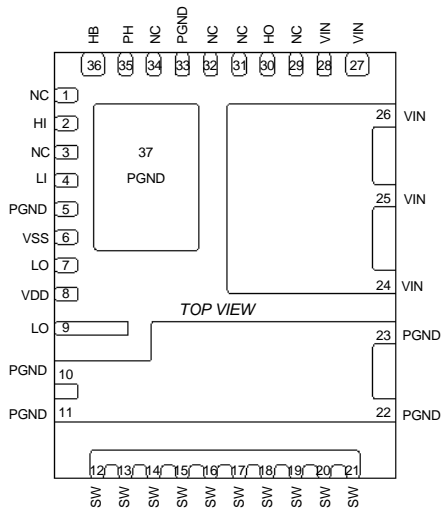 HB PH NC PGND NC NC HO NC VIN VIN
36 35 34 33 32 31 30 29 28 27
NC 1
HI 2
NC 3
LI 4
PGND 5
VSS 6
LO 7
VDD 8
LO 9
PGND 10
PGND 11
37
PGND
26 VIN
25 VIN
24 VIN
TOP VIEW
23 PGND
22 PGND
12 13 14 15 16 17 18 19 20 21
SW SW SW SW SW SW SW SW SW SW